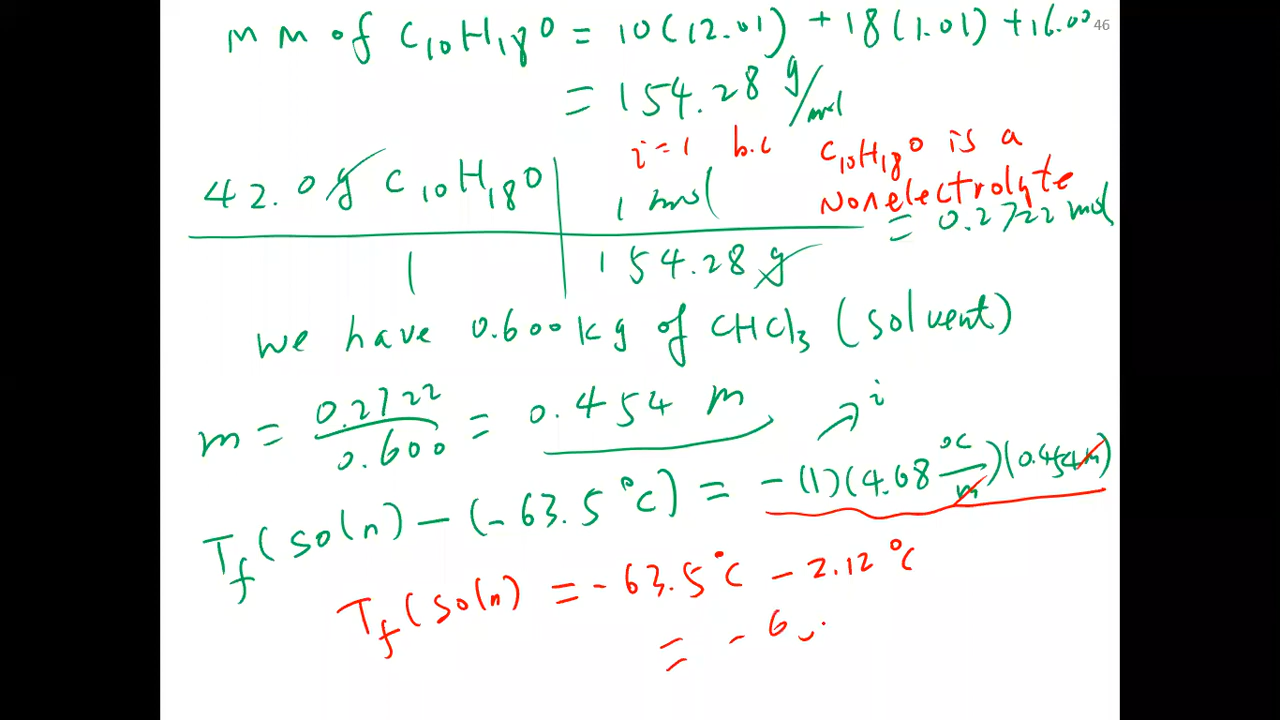 mm of C10H18O = 10(12.01) + 18(1.01) + 16.00 46
= 154.28 g/mol
i = 1 b.c C10H18O is a
Nonelectrolyte
42.0 g C10H18O 1 mol = 0.2722 mol
1 154.28 g
we have 0.600 kg of CHCl3 (solvent)
m = 0.2722/0.600 = 0.454 m
i
Tf(soln) - (-63.5°C) = -(1)(4.68 °C/m)(0.454m)
Tf(soln) = -63.5°C - 2.12°C
= -6